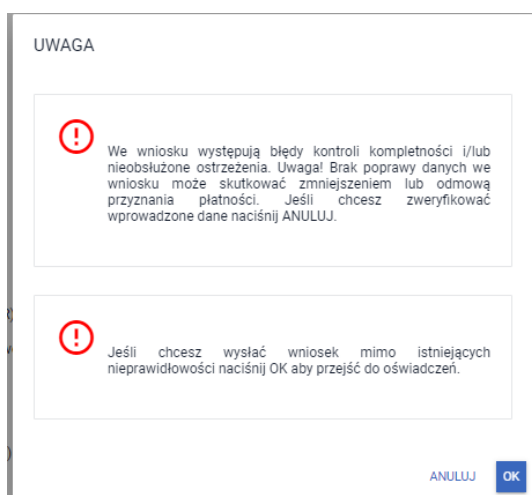 UWAGA
We wniosku występują błędy kontroli kompletności i/lub
nieobsłużone ostrzeżenia. Uwaga! Brak poprawy danych we
wniosku może skutkować zmniejszeniem lub odmową
przyznania płatności. Jeśli chcesz zweryfikować
wprowadzone dane naciśnij ANULUJ.
Jeśli chcesz wysłać wniosek mimo istniejących
nieprawidłowości naciśnij OK aby przejść do oświadczeń.
ANULUJ OK